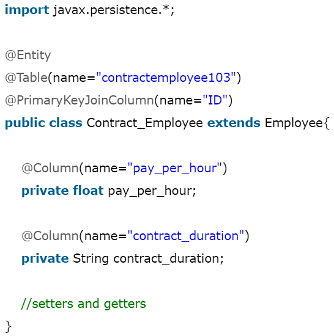 import javax.persistence.*;
@Entity
@Table(name="contractemployee103")
@PrimaryKeyJoinColumn(name="ID")
public class Contract_Employee extends Employee{
@Column(name="pay_per_hour")
private float pay_per_hour;
@Column(name="contract_duration")
private String contract_duration;
//setters and getters
}